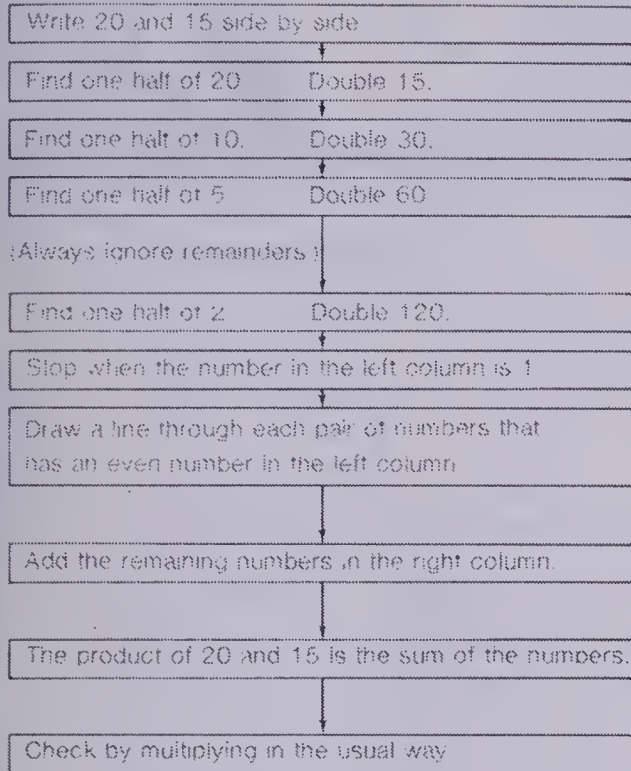 Write 20 and 15 side by side
Find one half of 20 Double 15.
Find one half of 10. Double 30.
Find one half of 5 Double 60
(Always ignore remainders.)
Find one half of 2 Double 120.
Stop when the number in the left column is 1
Draw a line through each pair of numbers that
has an even number in the left column
Add the remaining numbers in the right column.
The product of 20 and 15 is the sum of the numbers.
Check by multiplying in the usual way